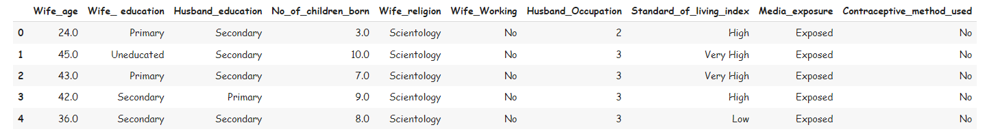 Wife_age Wife_ education Husband_education No_of_children_born Wife_religion Wife_Working Husband_Occupation Standard_of_living_index Media_exposure Contraceptive_method_used
0 24.0 Primary Secondary 3.0 Scientology No 2 High Exposed No
1 45.0 Uneducated Secondary 10.0 Scientology No 3 Very High Exposed No
2 43.0 Primary Secondary 7.0 Scientology No 3 Very High Exposed No
3 42.0 Secondary Primary 9.0 Scientology No 3 High Exposed No
4 36.0 Secondary Secondary 8.0 Scientology No 3 Low Exposed No